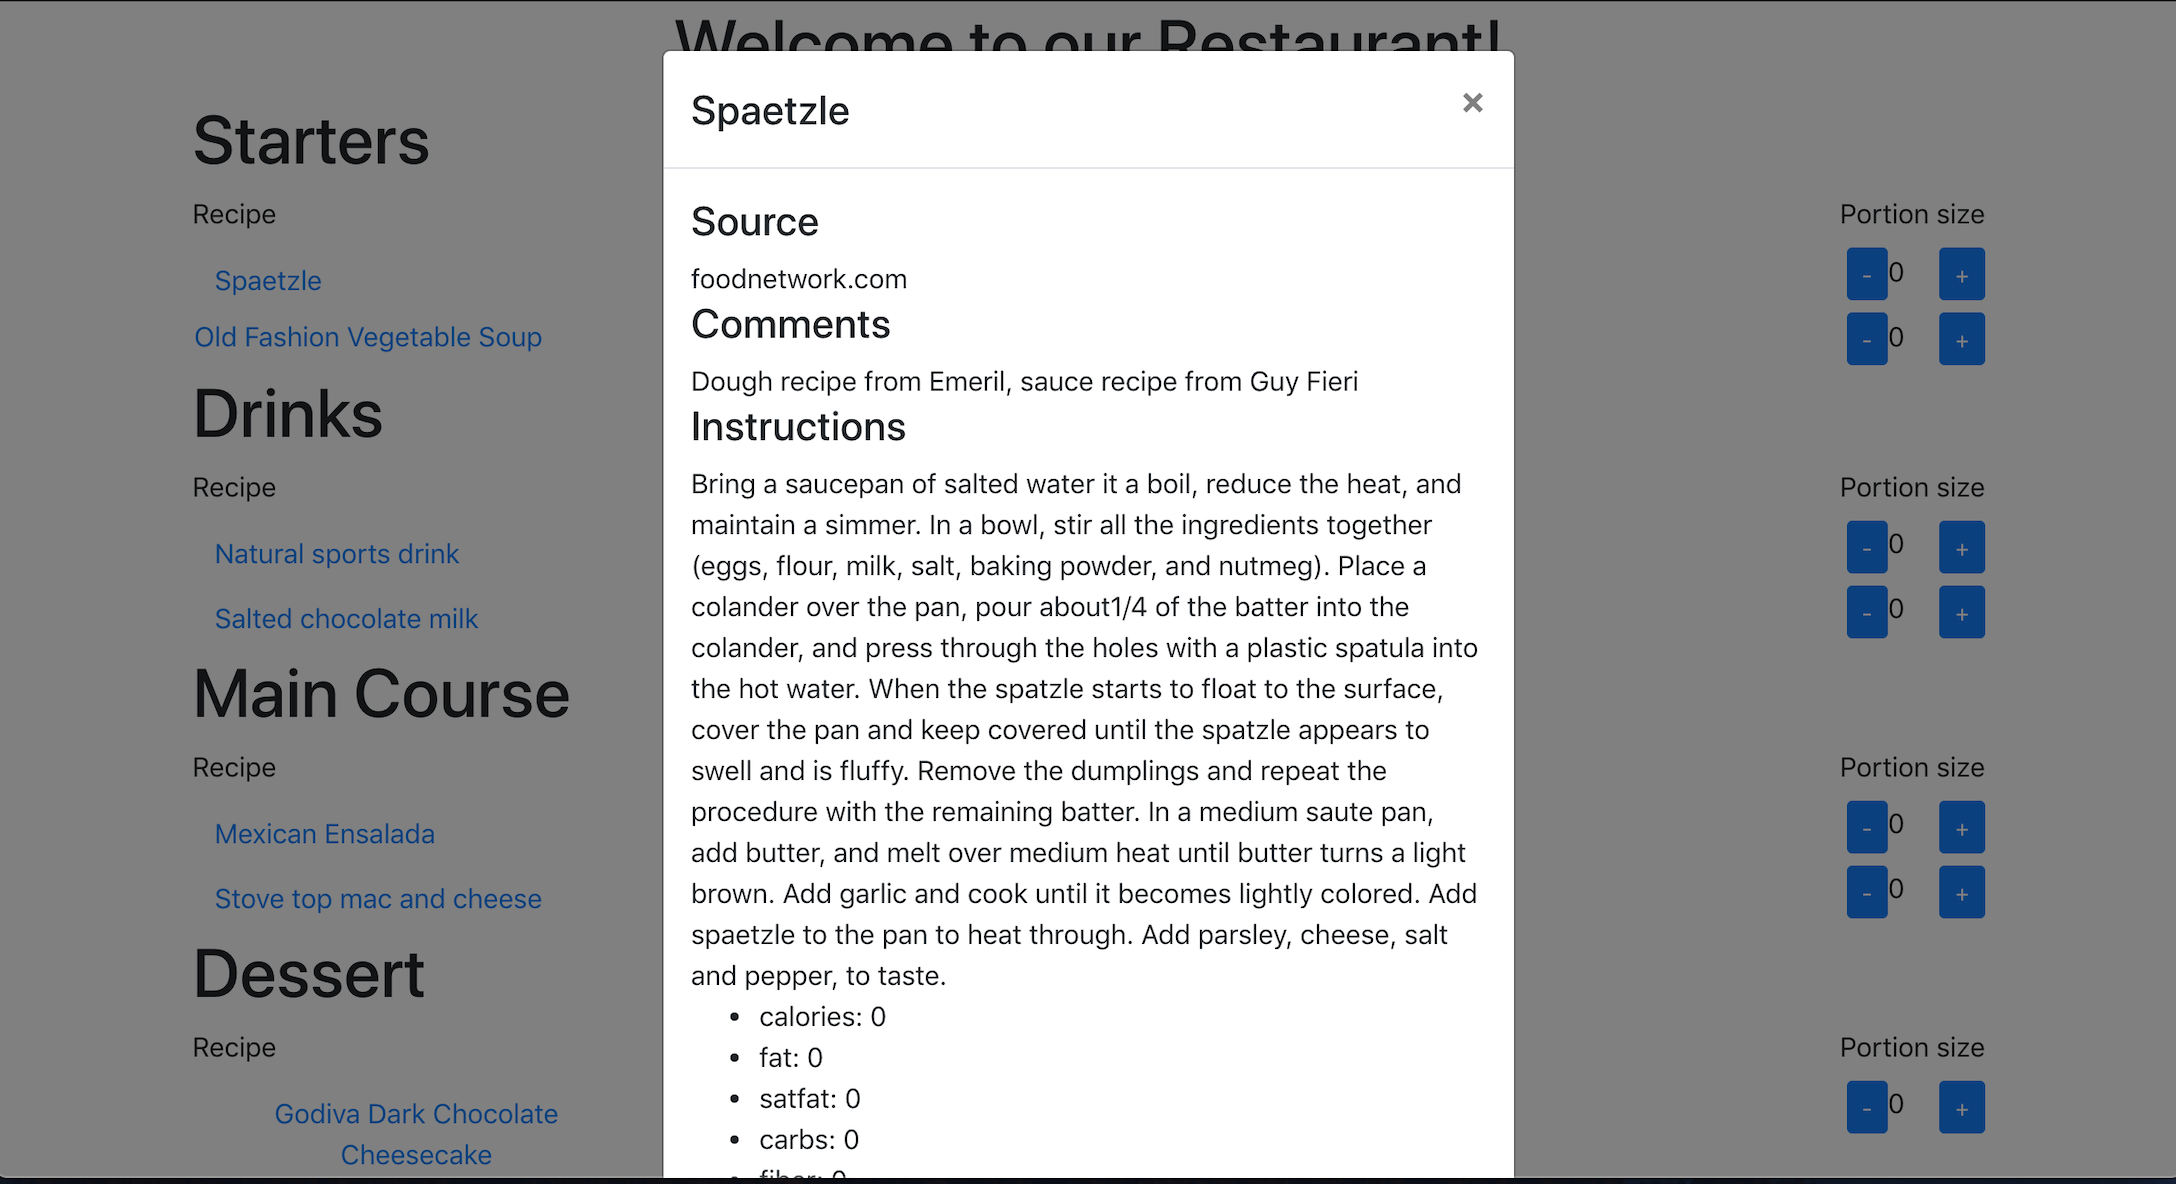 Welcome to our Restaurant!
Spaetzle
×
Source
foodnetwork.com
Comments
Dough recipe from Emeril, sauce recipe from Guy Fieri
Instructions
Bring a saucepan of salted water it a boil, reduce the heat, and
maintain a simmer. In a bowl, stir all the ingredients together
(eggs, flour, milk, salt, baking powder, and nutmeg). Place a
colander over the pan, pour about1/4 of the batter into the
colander, and press through the holes with a plastic spatula into
the hot water. When the spatzle starts to float to the surface,
cover the pan and keep covered until the spatzle appears to
swell and is fluffy. Remove the dumplings and repeat the
procedure with the remaining batter. In a medium saute pan,
add butter, and melt over medium heat until butter turns a light
brown. Add garlic and cook until it becomes lightly colored. Add
spaetzle to the pan to heat through. Add parsley, cheese, salt
and pepper, to taste.
• calories: 0
• fat: 0
• satfat: 0
• carbs: 0
• fiber: 0
Starters
Recipe Portion size
Spaetzle - 0 +
Old Fashion Vegetable Soup - 0 +
Drinks
Recipe Portion size
Natural sports drink - 0 +
Salted chocolate milk - 0 +
Main Course
Recipe Portion size
Mexican Ensalada - 0 +
Stove top mac and cheese - 0 +
Dessert
Recipe Portion size
Godiva Dark Chocolate - 0 +
Cheesecake